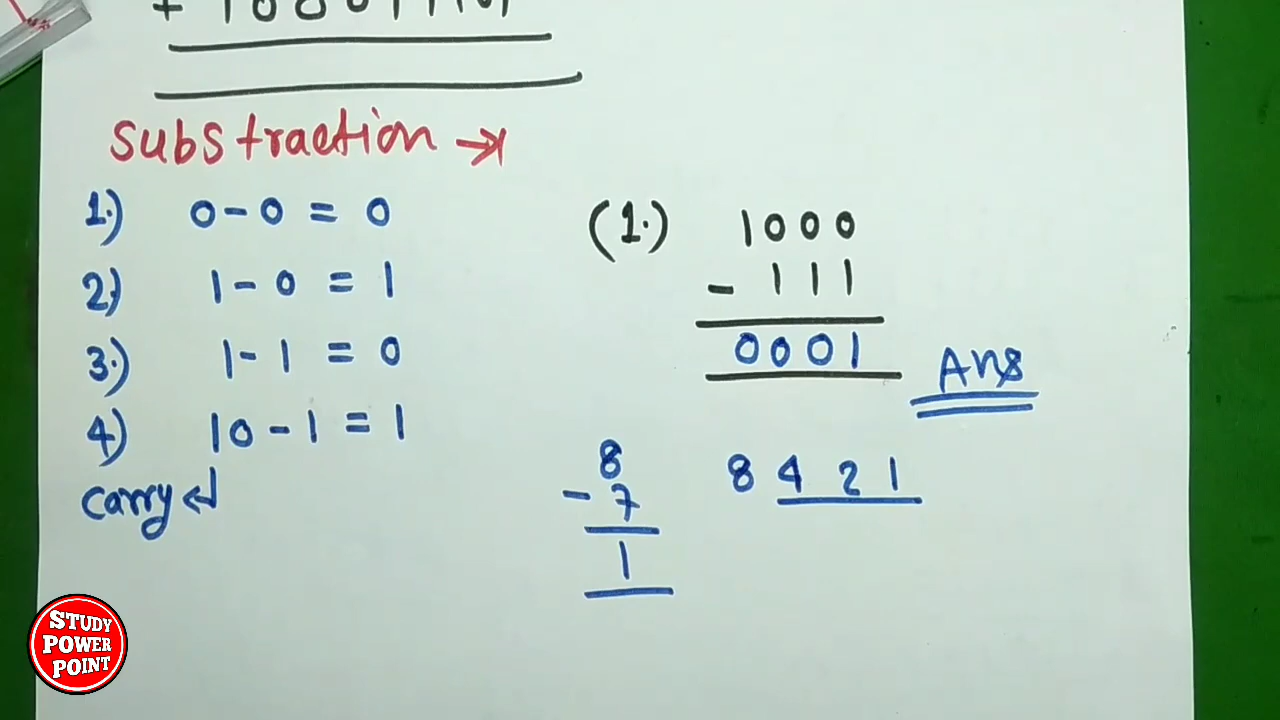 Substraction →
1.) 0 - 0 = 0
2.) 1 - 0 = 1
3.) 1 - 1 = 0
4.) 10 - 1 = 1
Carry ↵
(1.) 1000
- 111
0001
Ans
8
- 7
1
8 4 2 1
STUDY
POWER
POINT